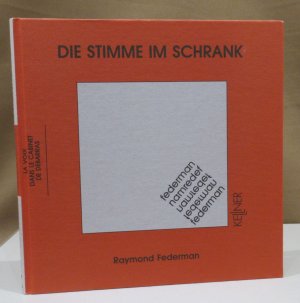 DIE STIMME IM SCHRANK
LA VOIX
DANS LE CABINET
DE DEBARRAS
federman
namredef
federman
KELLNER
Raymond Federman